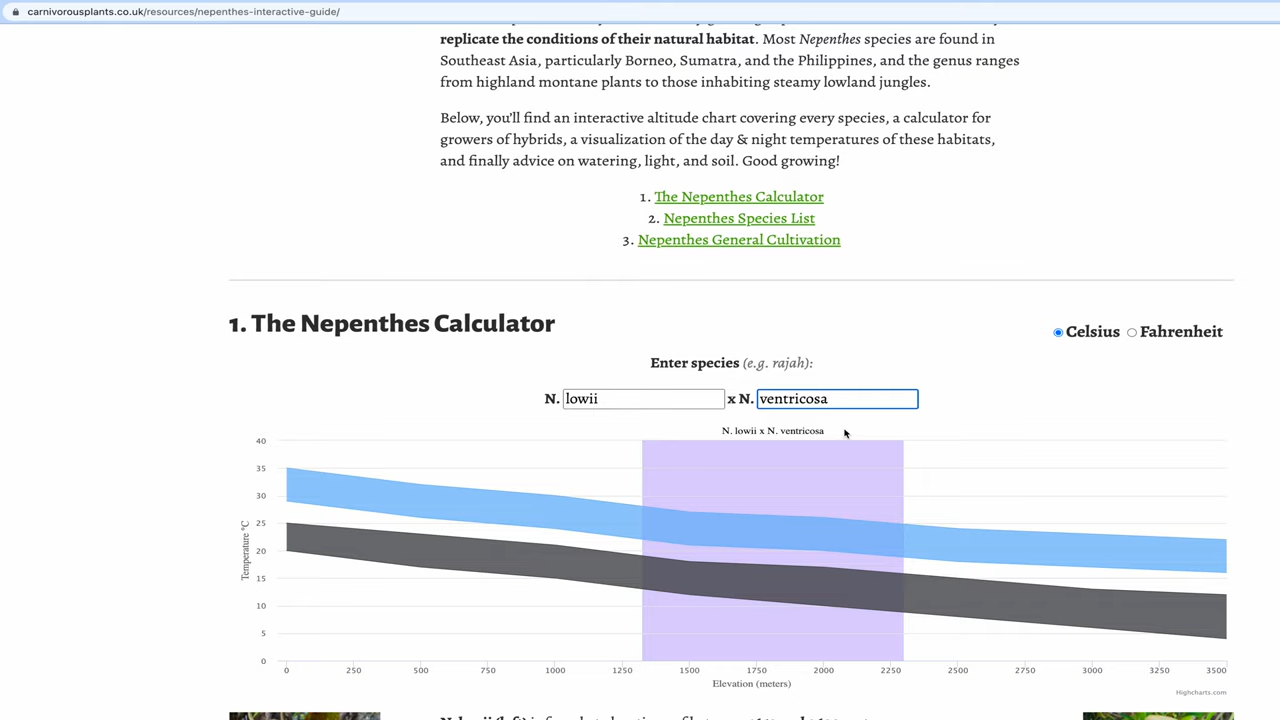 carnivorousplants.co.uk/resources/nepenthes-interactive-guide/
replicate the conditions of their natural habitat. Most Nepenthes species are found in
Southeast Asia, particularly Borneo, Sumatra, and the Philippines, and the genus ranges
from highland montane plants to those inhabiting steamy lowland jungles.
Below, you'll find an interactive altitude chart covering every species, a calculator for
growers of hybrids, a visualization of the day & night temperatures of these habitats,
and finally advice on watering, light, and soil. Good growing!
1. The Nepenthes Calculator
2. Nepenthes Species List
3. Nepenthes General Cultivation
1. The Nepenthes Calculator
Celsius Fahrenheit
Enter species (e.g. rajah):
N. lowii x N. ventricosa
N. lowii x N. ventricosa
40
35
30
25
20
15
10
5
0
Temperature °C
0 250 500 750 1000 1250 1500 1750 2000 2250 2500 2750 3000 3250 3500
Elevation (meters)
Highcharts.com